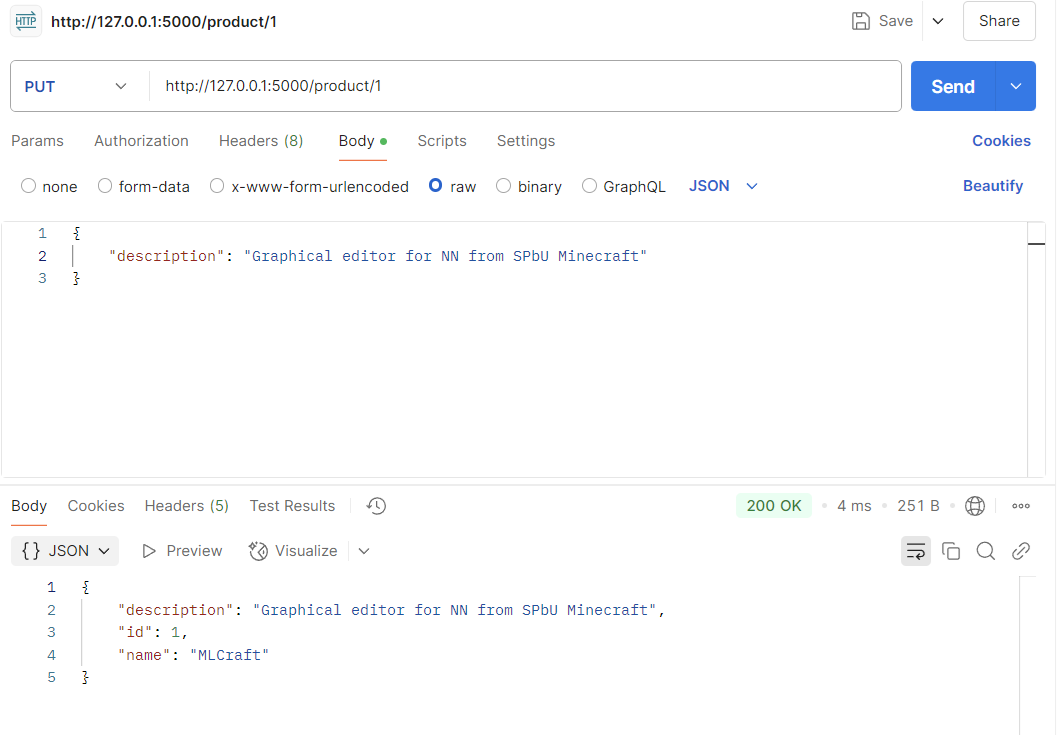 HTTP http://127.0.0.1:5000/product/1 Save Share
PUT http://127.0.0.1:5000/product/1 Send
Params Authorization Headers (8) Body Scripts Settings Cookies
none form-data x-www-form-urlencoded raw binary GraphQL JSON Beautify
1 {
2 "description": "Graphical editor for NN from SPbU Minecraft"
3 }
Body Cookies Headers (5) Test Results 200 OK • 4 ms • 251 B •
{} JSON Preview Visualize
1 {
2 "description": "Graphical editor for NN from SPbU Minecraft",
3 "id": 1,
4 "name": "MLCraft"
5 }